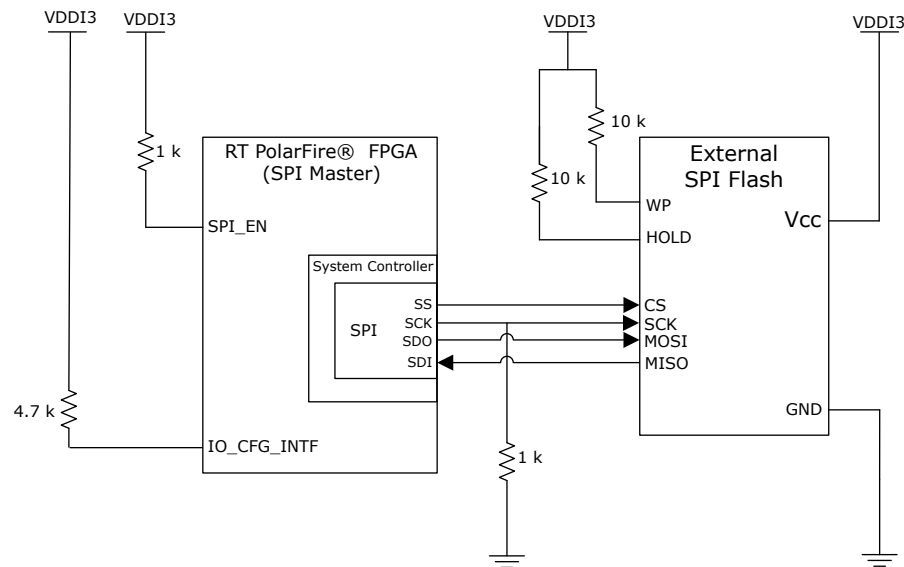 VDDI3
VDDI3
VDDI3
VDDI3
1 k
RT PolarFire® FPGA
(SPI Master)
SPI_EN
System Controller
SPI
SS
SCK
SDO
SDI
IO_CFG_INTF
4.7 k
10 k
10 k
External
SPI Flash
WP
HOLD
Vcc
CS
SCK
MOSI
MISO
GND
1 k